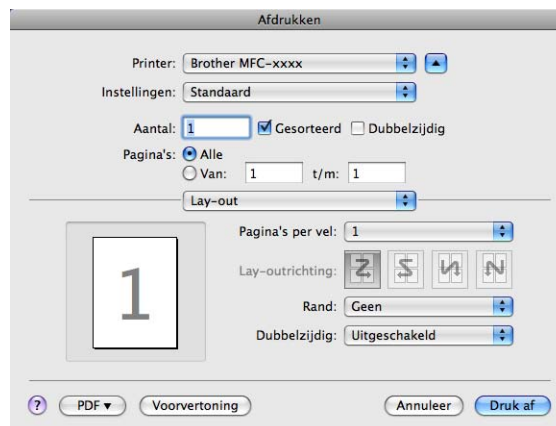 Afdrukken
Printer: Brother MFC-xxxx
Instellingen: Standaard
Aantal: 1 Gesorteerd Dubbelzijdig
Pagina's: Alle
Van: 1 t/m: 1
Lay-out
Pagina's per vel: 1
Lay-outrichting:
Rand: Geen
Dubbelzijdig: Uitgeschakeld
1
? PDF▼ Voorvertoning Annuleer Druk af